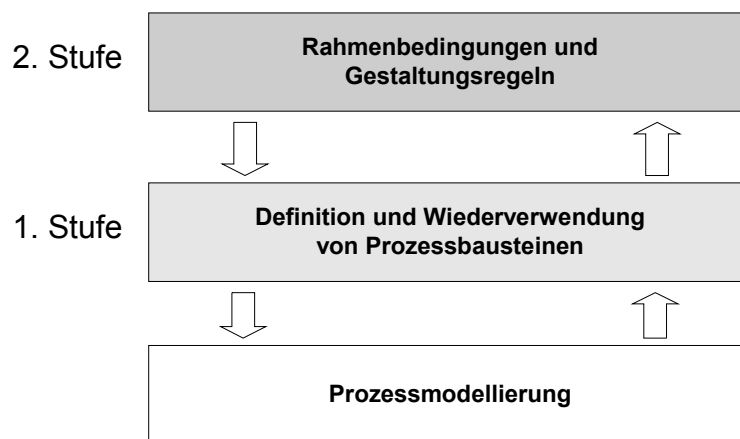 2. Stufe
Rahmenbedingungen und
Gestaltungsregeln
1. Stufe
Definition und Wiederverwendung
von Prozessbausteinen
Prozessmodellierung